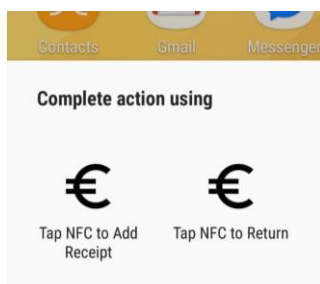 Contacts Gmail Messenger
Complete action using
€ €
Tap NFC to Add Tap NFC to Return
Receipt